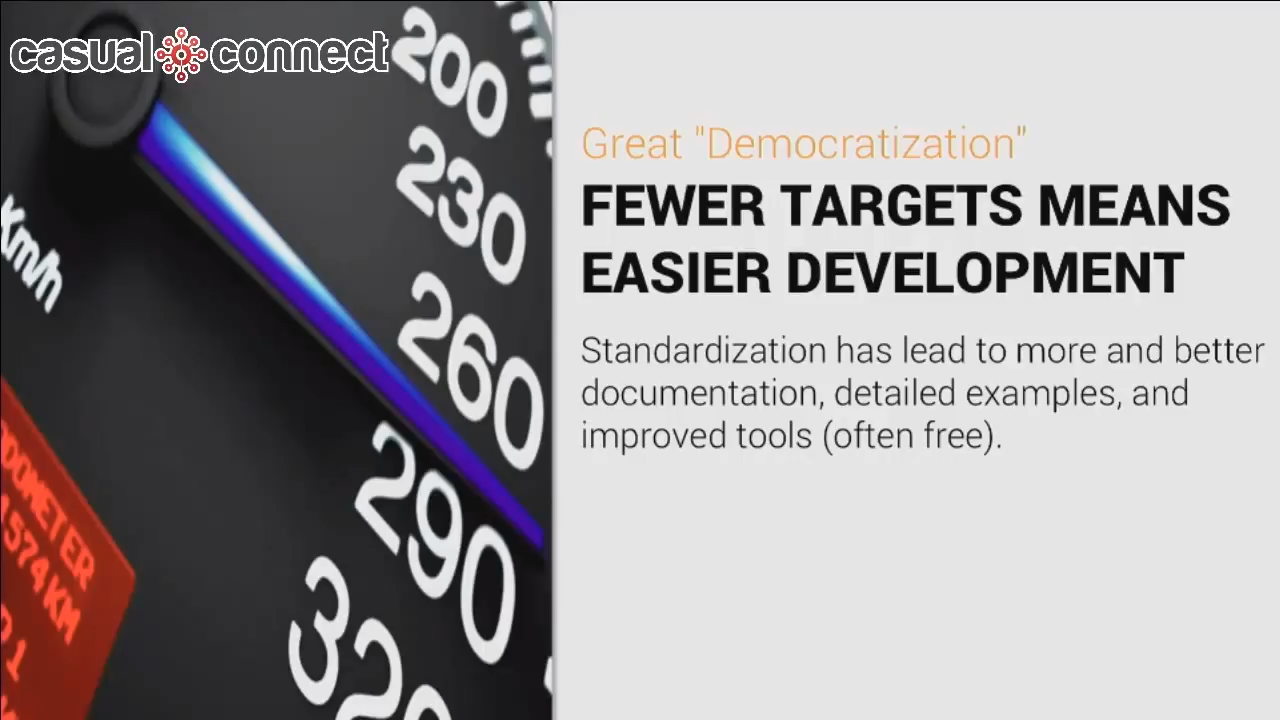 casual connect
200
230
260
290
320
Km/h
Great "Democratization"
FEWER TARGETS MEANS
EASIER DEVELOPMENT
Standardization has lead to more and better
documentation, detailed examples, and
improved tools (often free).